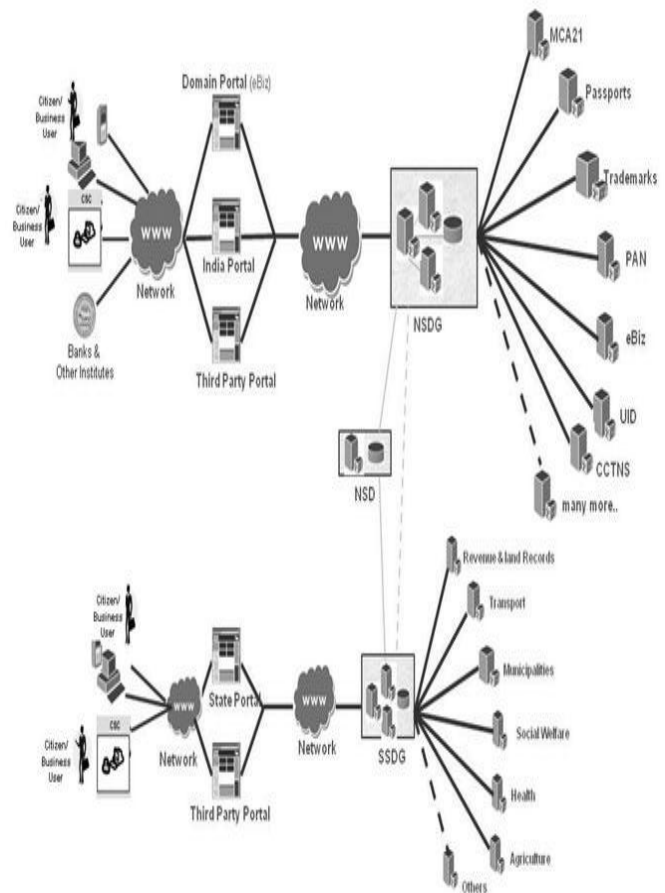 MCA21
Citizen/
Business
User
Domain Portal (eBiz)
Passports
Trademarks
Citizen/
Business
User
CSC
WWW
Network
India Portal
WWW
Network
NSDG
PAN
eBiz
Banks &
Other Institutes
Third Party Portal
UID
CCTNS
many more..
NSD
Revenue & land Records
Citizen/
Business
User
Transport
State Portal
Municipalities
WWW
Network
WWW
Network
SSDG
Social Welfare
Citizen/
Business
User
CSC
Third Party Portal
Health
Agriculture
Others